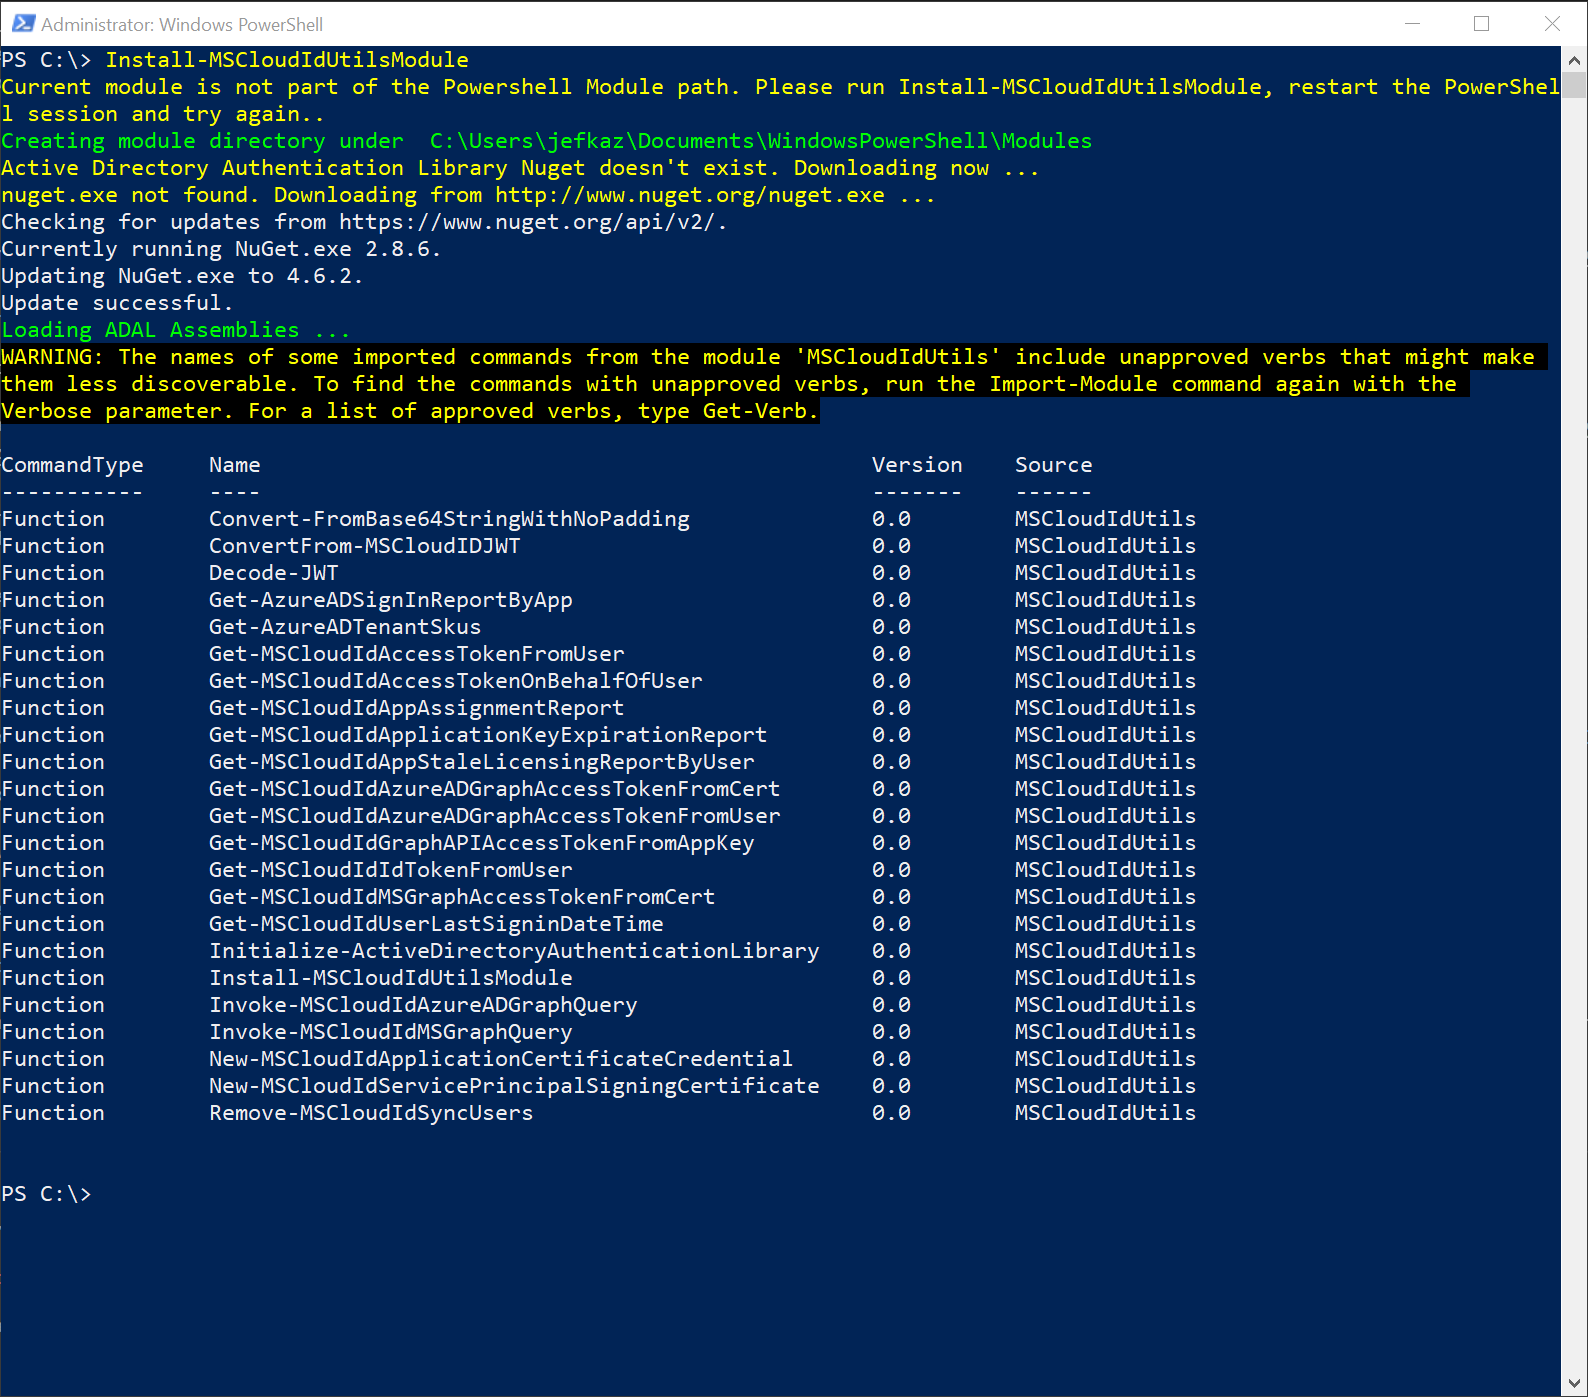 Administrator: Windows PowerShell
PS C:\> Install-MSCloudIdUtilsModule
Current module is not part of the Powershell Module path. Please run Install-MSCloudIdUtilsModule, restart the PowerShel
l session and try again..
Creating module directory under  C:\Users\jefkaz\Documents\WindowsPowerShell\Modules
Active Directory Authentication Library Nuget doesn't exist. Downloading now ...
nuget.exe not found. Downloading from http://www.nuget.org/nuget.exe ...
Checking for updates from https://www.nuget.org/api/v2/.
Currently running NuGet.exe 2.8.6.
Updating NuGet.exe to 4.6.2.
Update successful.
Loading ADAL Assemblies ...
WARNING: The names of some imported commands from the module 'MSCloudIdUtils' include unapproved verbs that might make
them less discoverable. To find the commands with unapproved verbs, run the Import-Module command again with the
Verbose parameter. For a list of approved verbs, type Get-Verb.
CommandType     Name                                               Version    Source
-----------     ----                                               -------    ------
Function        Convert-FromBase64StringWithNoPadding              0.0        MSCloudIdUtils
Function        ConvertFrom-MSCloudIDJWT                           0.0        MSCloudIdUtils
Function        Decode-JWT                                         0.0        MSCloudIdUtils
Function        Get-AzureADSignInReportByApp                       0.0        MSCloudIdUtils
Function        Get-AzureADTenantSkus                              0.0        MSCloudIdUtils
Function        Get-MSCloudIdAccessTokenFromUser                   0.0        MSCloudIdUtils
Function        Get-MSCloudIdAccessTokenOnBehalfOfUser             0.0        MSCloudIdUtils
Function        Get-MSCloudIdAppAssignmentReport                   0.0        MSCloudIdUtils
Function        Get-MSCloudIdApplicationKeyExpirationReport        0.0        MSCloudIdUtils
Function        Get-MSCloudIdAppStaleLicensingReportByUser         0.0        MSCloudIdUtils
Function        Get-MSCloudIdAzureADGraphAccessTokenFromCert       0.0        MSCloudIdUtils
Function        Get-MSCloudIdAzureADGraphAccessTokenFromUser       0.0        MSCloudIdUtils
Function        Get-MSCloudIdGraphAPIAccessTokenFromAppKey         0.0        MSCloudIdUtils
Function        Get-MSCloudIdIdTokenFromUser                       0.0        MSCloudIdUtils
Function        Get-MSCloudIdMSGraphAccessTokenFromCert            0.0        MSCloudIdUtils
Function        Get-MSCloudIdUserLastSigninDateTime                0.0        MSCloudIdUtils
Function        Initialize-ActiveDirectoryAuthenticationLibrary    0.0        MSCloudIdUtils
Function        Install-MSCloudIdUtilsModule                       0.0        MSCloudIdUtils
Function        Invoke-MSCloudIdAzureADGraphQuery                  0.0        MSCloudIdUtils
Function        Invoke-MSCloudIdMSGraphQuery                       0.0        MSCloudIdUtils
Function        New-MSCloudIdApplicationCertificateCredential      0.0        MSCloudIdUtils
Function        New-MSCloudIdServicePrincipalSigningCertificate    0.0        MSCloudIdUtils
Function        Remove-MSCloudIdSyncUsers                          0.0        MSCloudIdUtils
PS C:\>